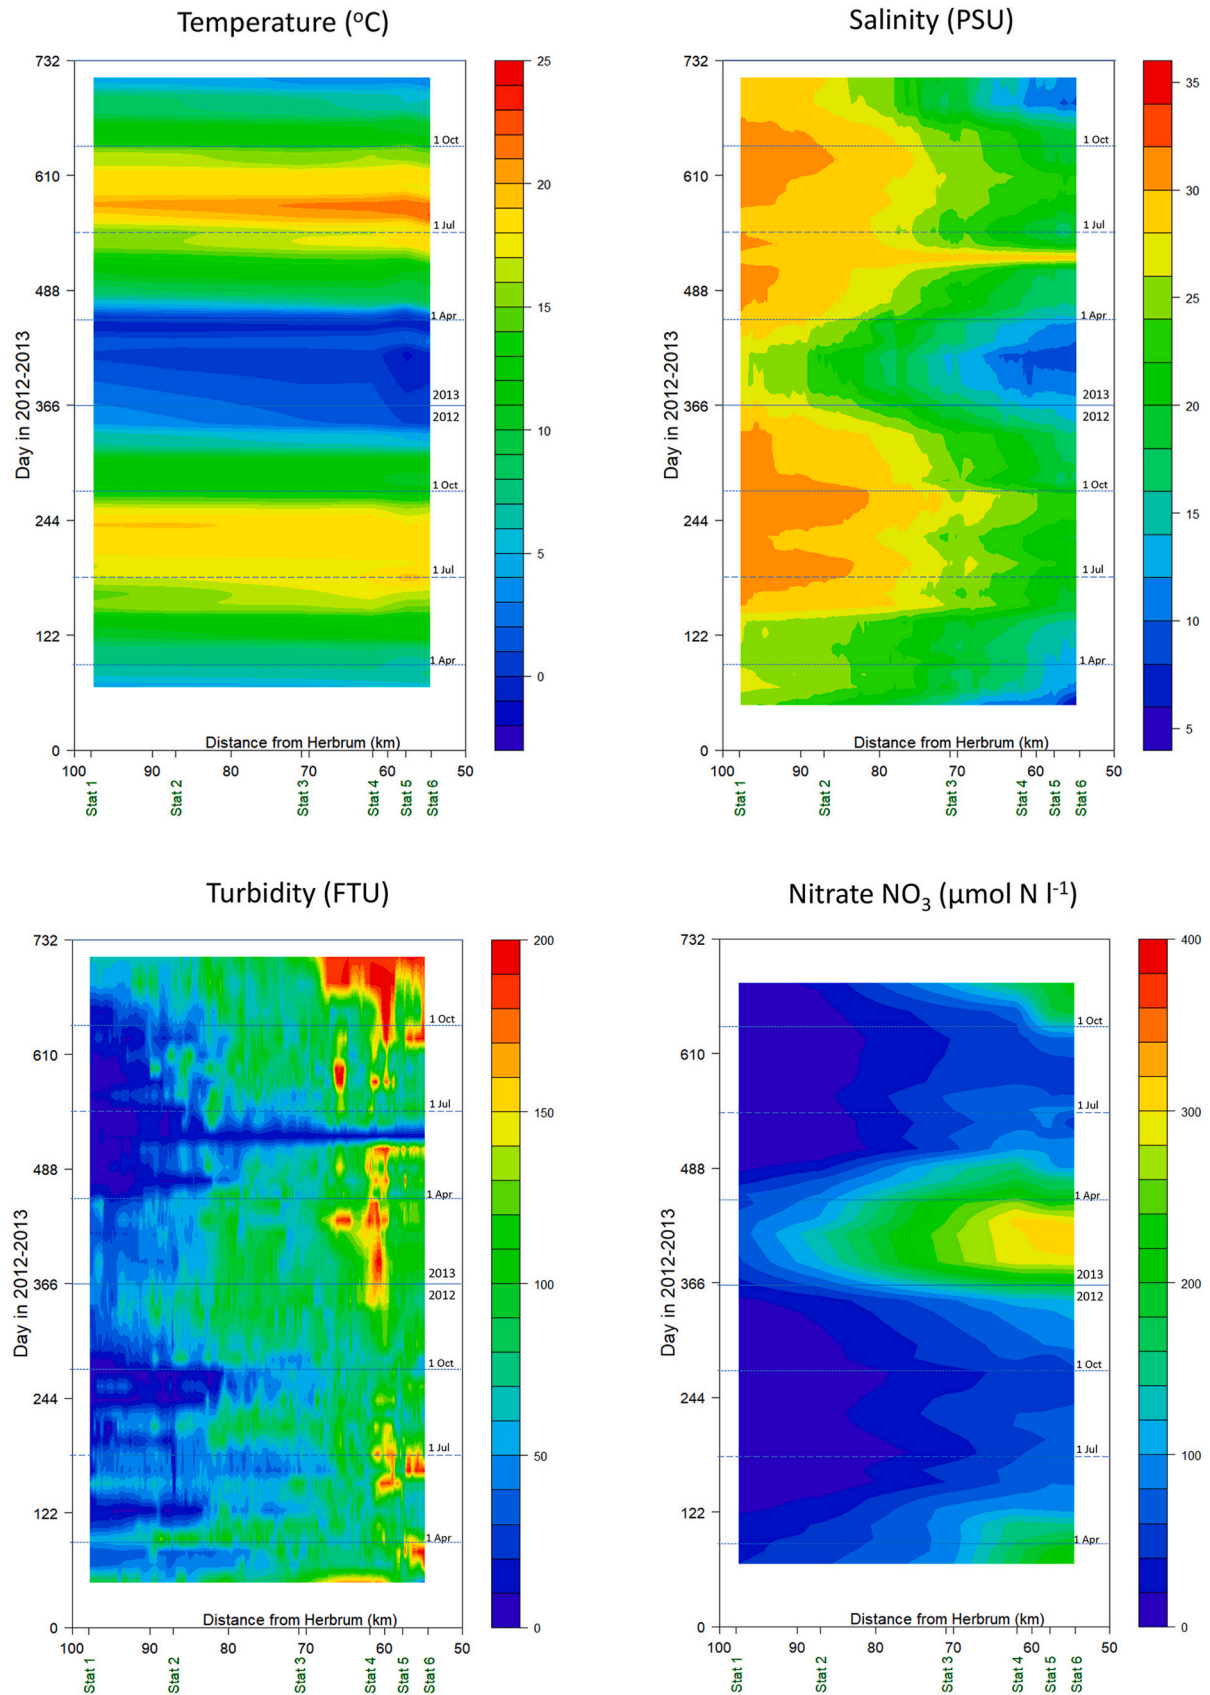 Temperature (°C)
Salinity (PSU)
732
610
488
366
244
122
0
Day in 2012-2013
1 Oct
1 Jul
1 Apr
2013
2012
1 Oct
1 Jul
1 Apr
Distance from Herbrum (km)
100 90 80 70 60 50
Stat 1
Stat 2
Stat 3
Stat 4
Stat 5
Stat 6
25
20
15
10
5
0
732
610
488
366
244
122
0
Day in 2012-2013
1 Oct
1 Jul
1 Apr
2013
2012
1 Oct
1 Jul
1 Apr
Distance from Herbrum (km)
100 90 80 70 60 50
Stat 1
Stat 2
Stat 3
Stat 4
Stat 5
Stat 6
35
30
25
20
15
10
5
Turbidity (FTU)
Nitrate NO₃ (µmol N l⁻¹)
732
610
488
366
244
122
0
Day in 2012-2013
1 Oct
1 Jul
1 Apr
2013
2012
1 Oct
1 Jul
1 Apr
Distance from Herbrum (km)
100 90 80 70 60 50
Stat 1
Stat 2
Stat 3
Stat 4
Stat 5
Stat 6
200
150
100
50
0
732
610
488
366
244
122
0
Day in 2012-2013
1 Oct
1 Jul
1 Apr
2013
2012
1 Oct
1 Jul
1 Apr
Distance from Herbrum (km)
100 90 80 70 60 50
Stat 1
Stat 2
Stat 3
Stat 4
Stat 5
Stat 6
400
300
200
100
0